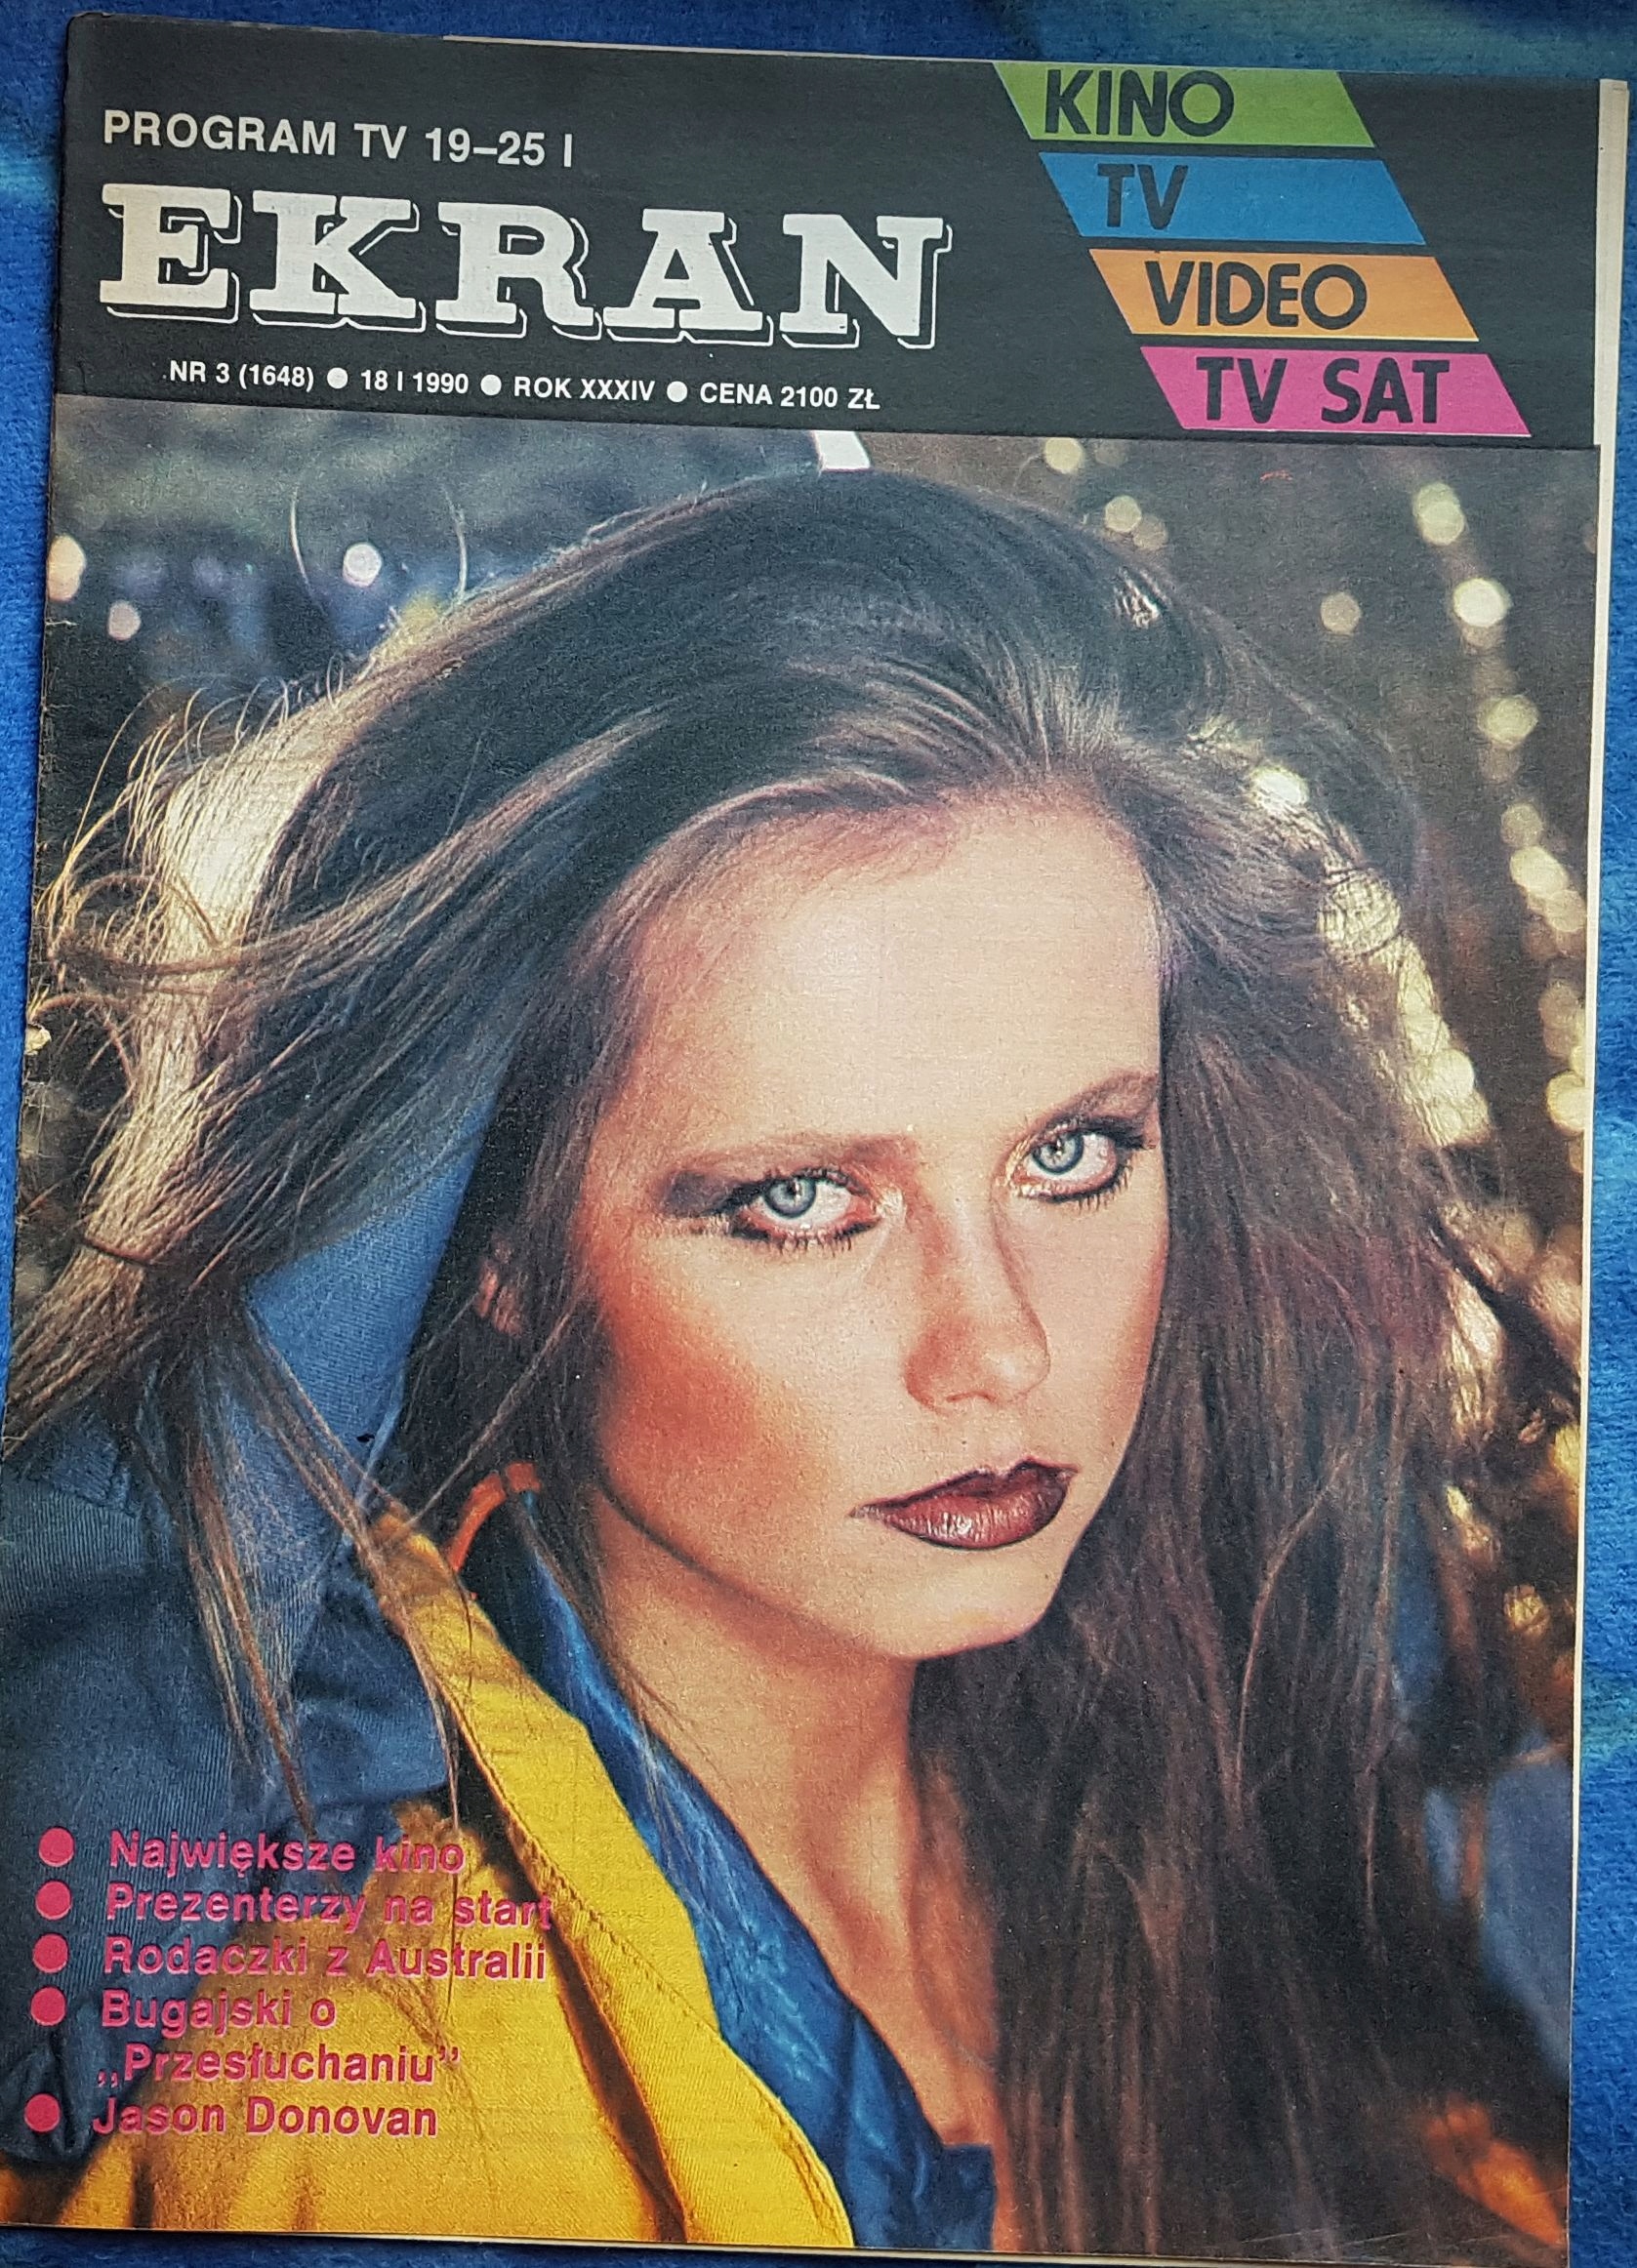 PROGRAM TV 19–25 I
EKRAN
NR 3 (1648) ● 18 I 1990 ● ROK XXXIV ● CENA 2100 ZŁ
KINO
TV
VIDEO
TV SAT
● Największe kino
● Prezenterzy na start
● Rodaczki z Australii
● Bugajski o
„Przesłuchaniu”
● Jason Donovan